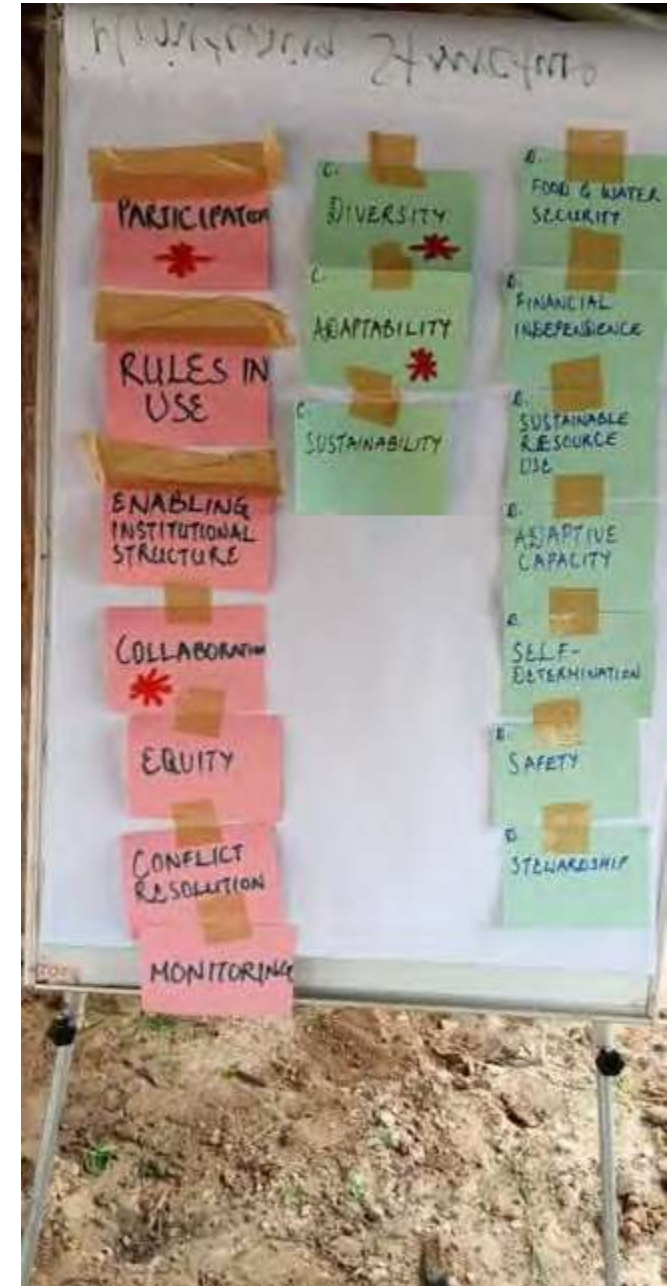 PARTICIPATION
RULES IN
USE
ENABLING
INSTITUTIONAL
STRUCTURE
COLLABORATION
EQUITY
CONFLICT
RESOLUTION
MONITORING
C.
DIVERSITY
C.
ADAPTABILITY
C.
SUSTAINABILITY
D.
FOOD & WATER
SECURITY
D.
FINANCIAL
INDEPENDENCE
D.
SUSTAINABLE
RESOURCE
USE
D.
ADAPTIVE
CAPACITY
D.
SELF-
DETERMINATION
D.
SAFETY
D.
STEWARDSHIP